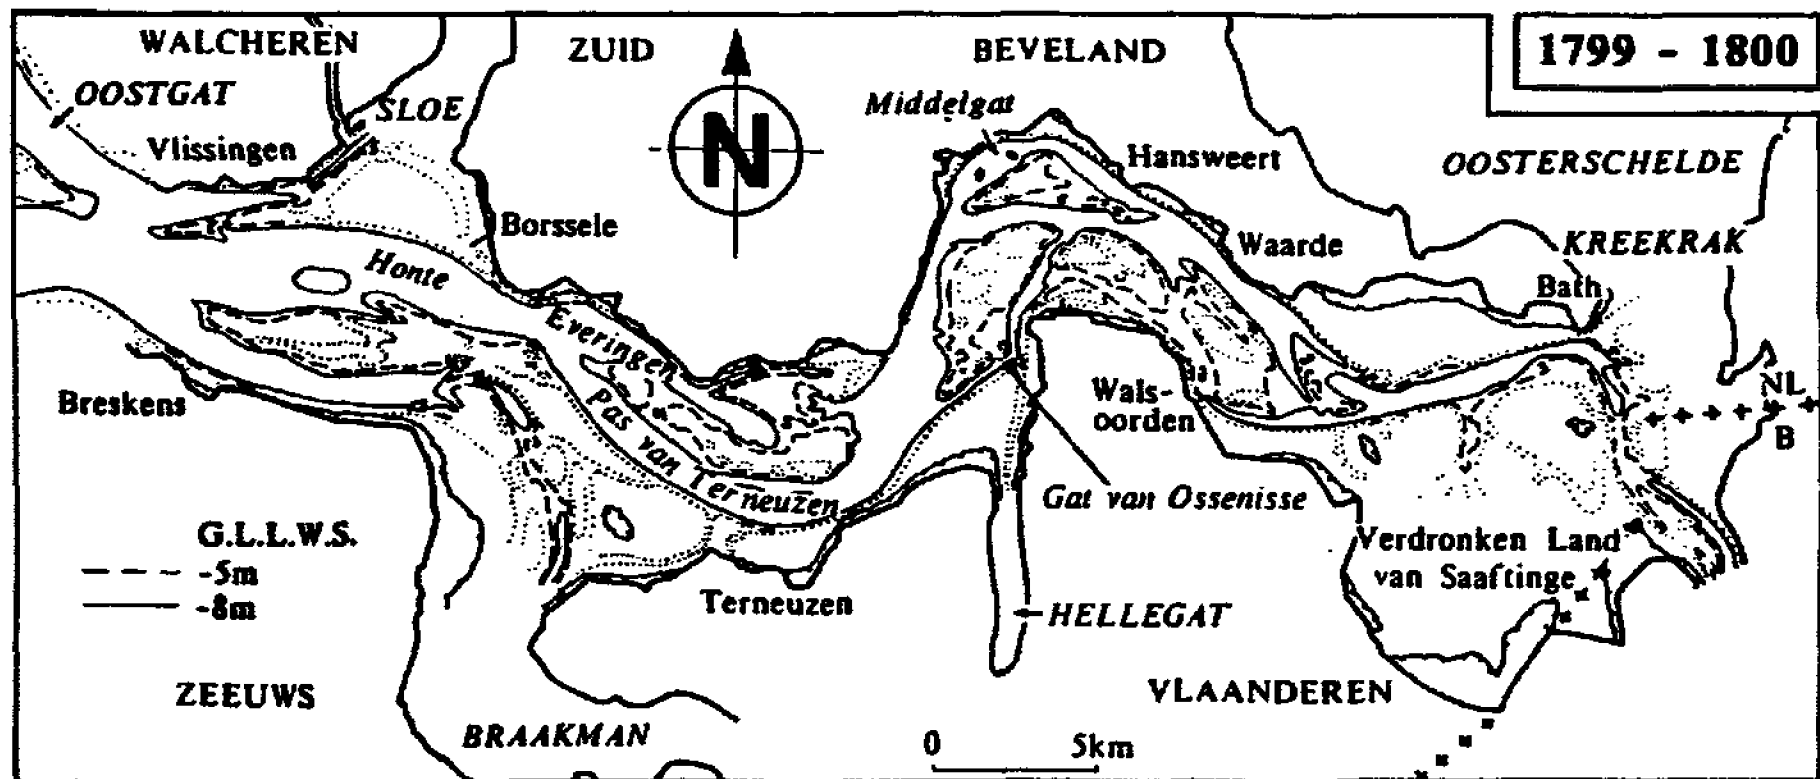 WALCHEREN
ZUID
BEVELAND
1799 - 1800
OOSTGAT
SLOE
Middelgat
Vlissingen
Hansweert
OOSTERSCHELDE
N
Borssele
Waarde
KREEKRAK
Honte
Bath
Everingen
Breskens
Pas van Terneuzen
Wals-
oorden
NL
B
Gat van Ossenisse
G.L.L.W.S.
-5m
-8m
Verdronken Land
van Saaftinge
Terneuzen
HELLEGAT
ZEEUWS
VLAANDEREN
BRAAKMAN
0 5km